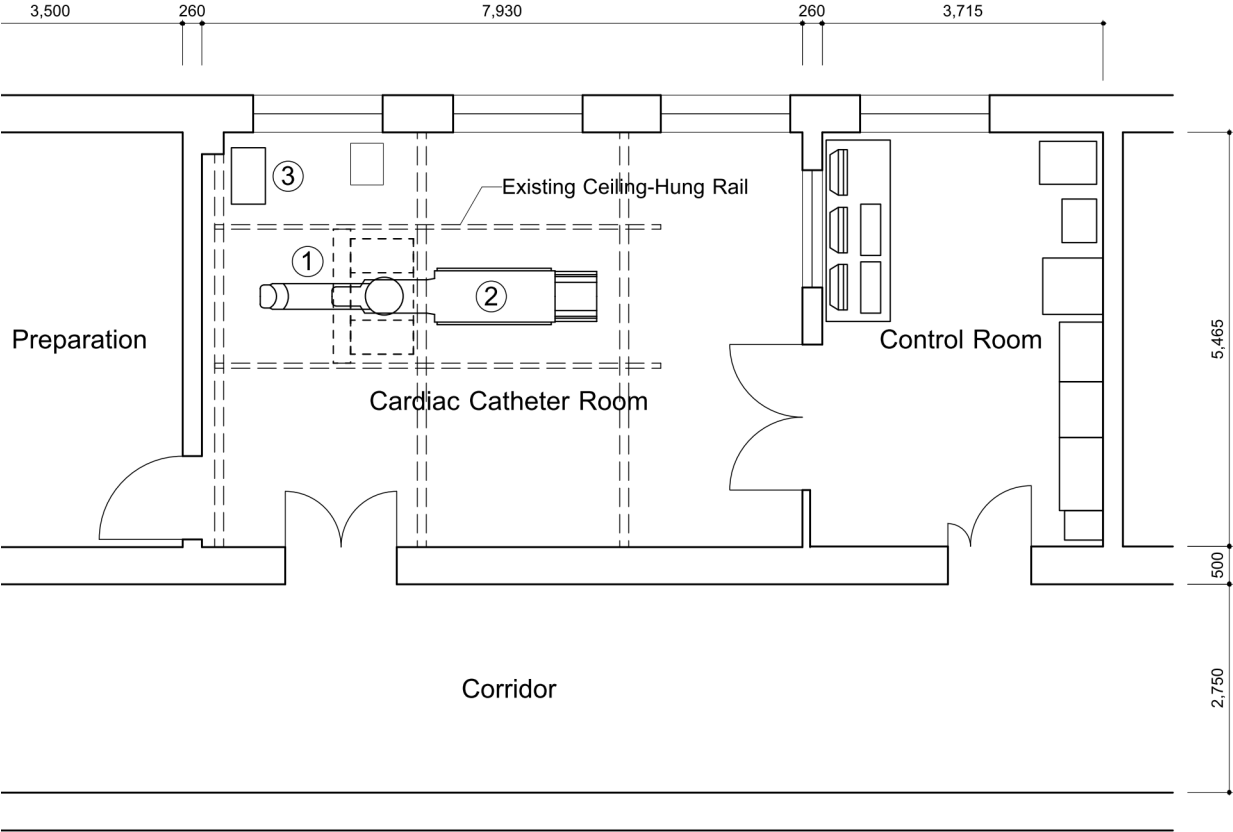 3,500
260
7,930
260
3,715
③
Existing Ceiling-Hung Rail
①
②
Preparation
Control Room
5,465
Cardiac Catheter Room
500
Corridor
2,750